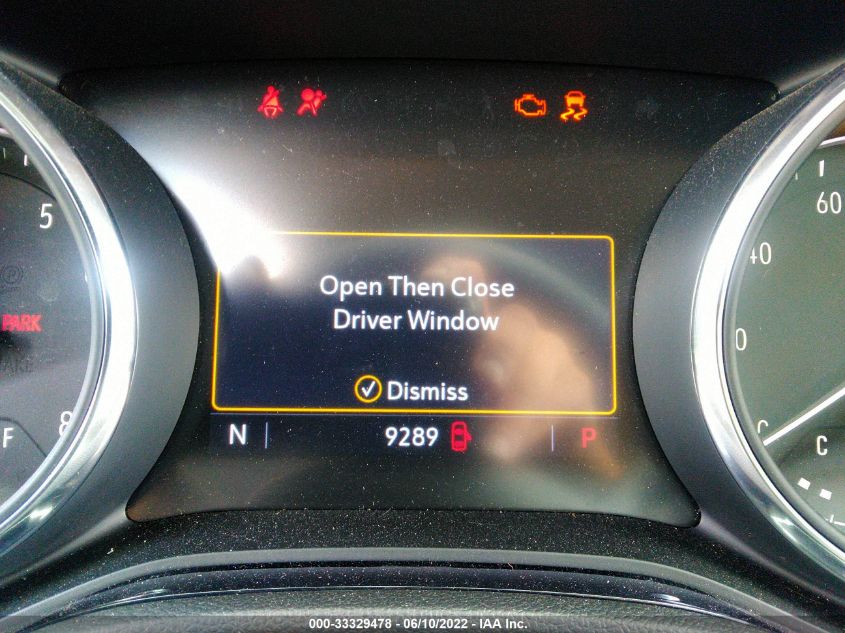 5
60
40
Open Then Close
PARK
Driver Window
Dismiss
N 9289 P
F 8
C
C
000-33329478 - 06/10/2022 - IAA Inc.